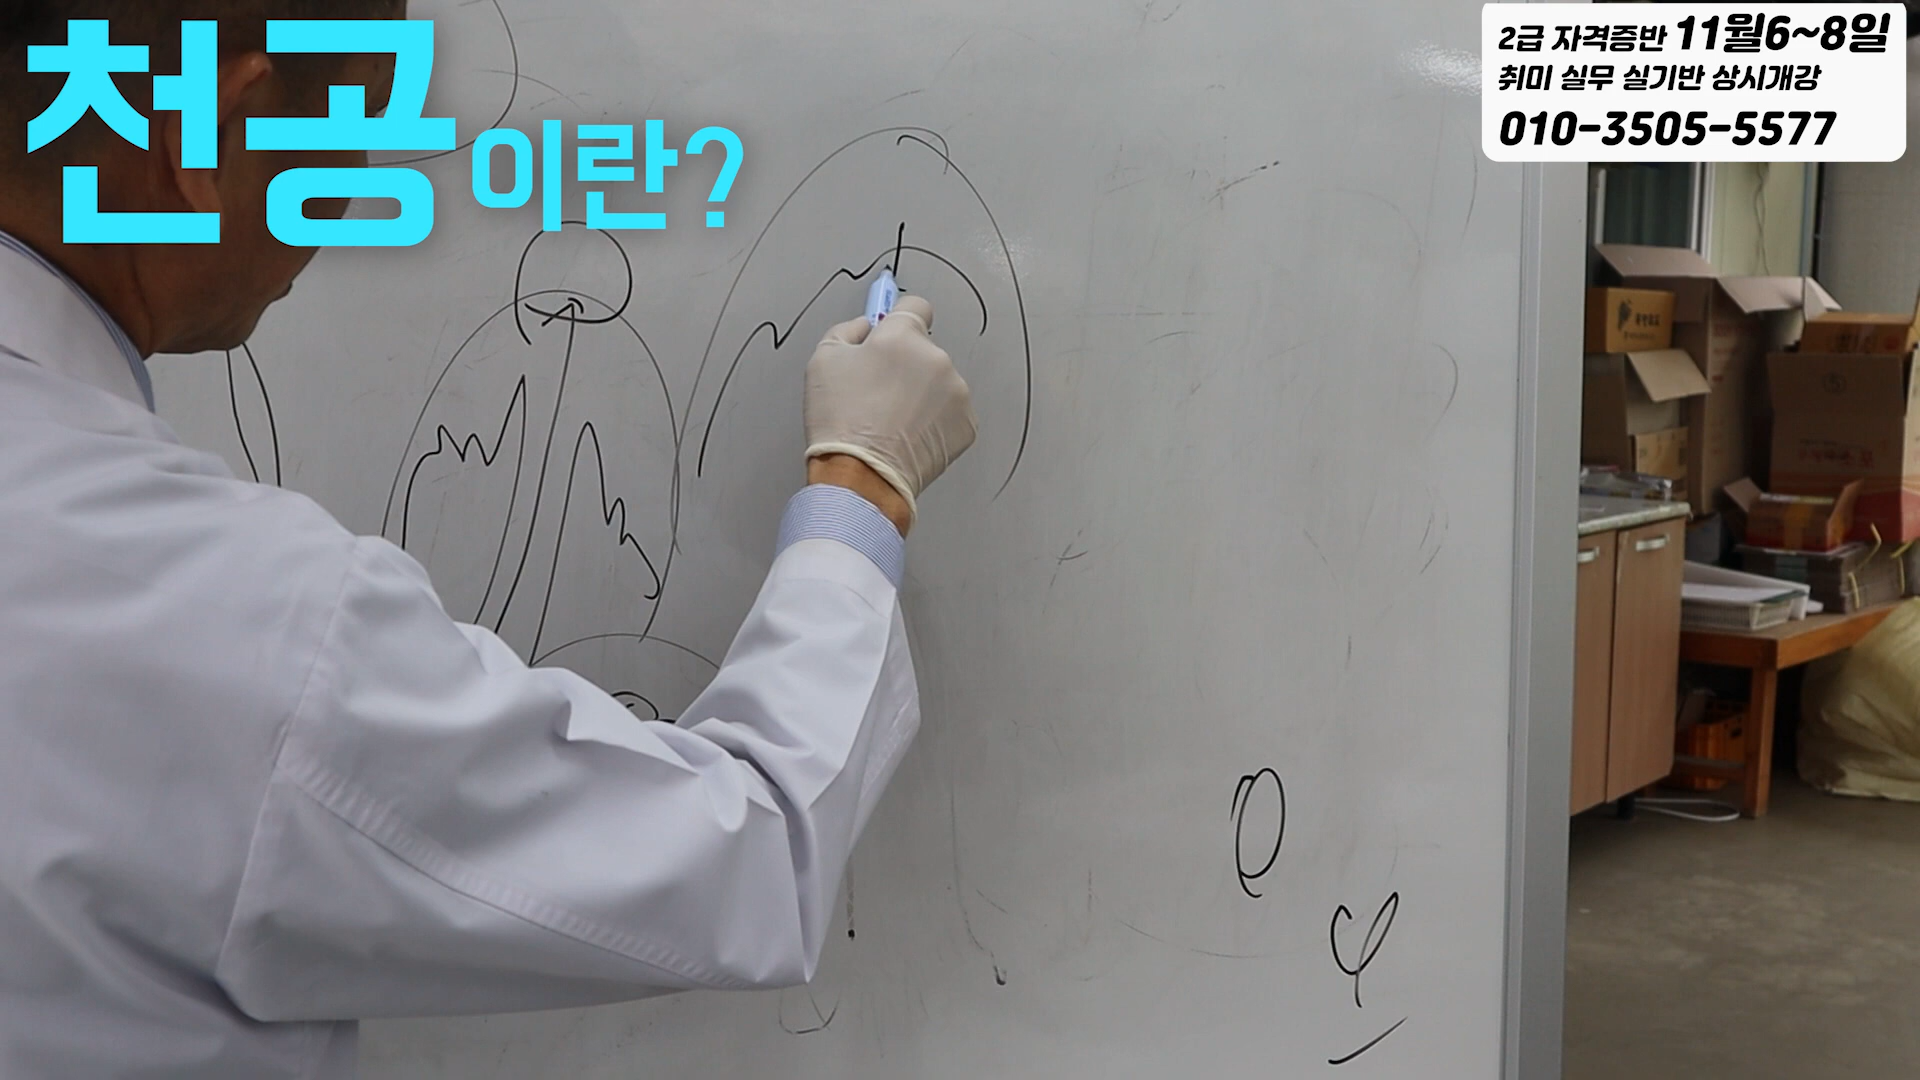 천공이란?
2급 자격증반 11월6~8일
취미 실무 실기반 상시개강
010-3505-5577